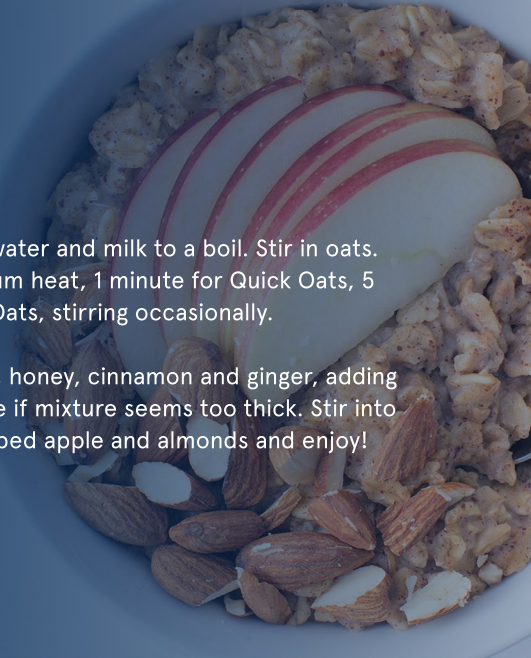 water and milk to a boil. Stir in oats.
um heat, 1 minute for Quick Oats, 5
Oats, stirring occasionally.
, honey, cinnamon and ginger, adding
e if mixture seems too thick. Stir into
ped apple and almonds and enjoy!